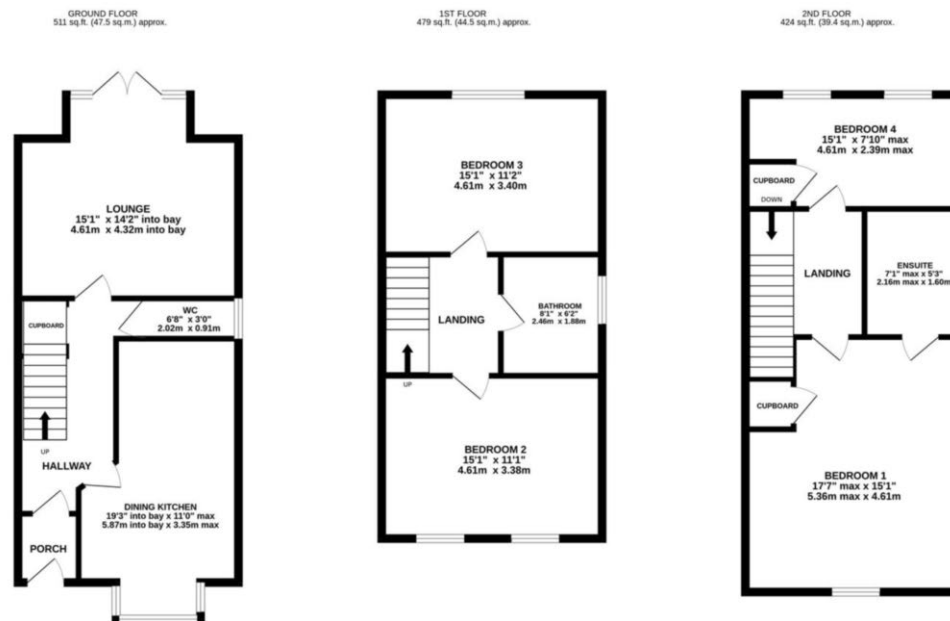 GROUND FLOOR
511 sq.ft. (47.5 sq.m.) approx.
1ST FLOOR
479 sq.ft. (44.5 sq.m.) approx.
2ND FLOOR
424 sq.ft. (39.4 sq.m.) approx.
LOUNGE
15'1" x 14'2" into bay
4.61m x 4.32m into bay
CUPBOARD
WC
6'8" x 3'0"
2.02m x 0.91m
UP
HALLWAY
DINING KITCHEN
19'3" into bay x 11'0" max
5.87m into bay x 3.35m max
PORCH
BEDROOM 3
15'1" x 11'2"
4.61m x 3.40m
LANDING
BATHROOM
8'1" x 6'2"
2.46m x 1.88m
UP
BEDROOM 2
15'1" x 11'1"
4.61m x 3.38m
BEDROOM 4
15'1" x 7'10" max
4.61m x 2.39m max
CUPBOARD
DOWN
LANDING
ENSUITE
7'1" max x 5'3"
2.16m max x 1.60m
CUPBOARD
BEDROOM 1
17'7" max x 15'1"
5.36m max x 4.61m